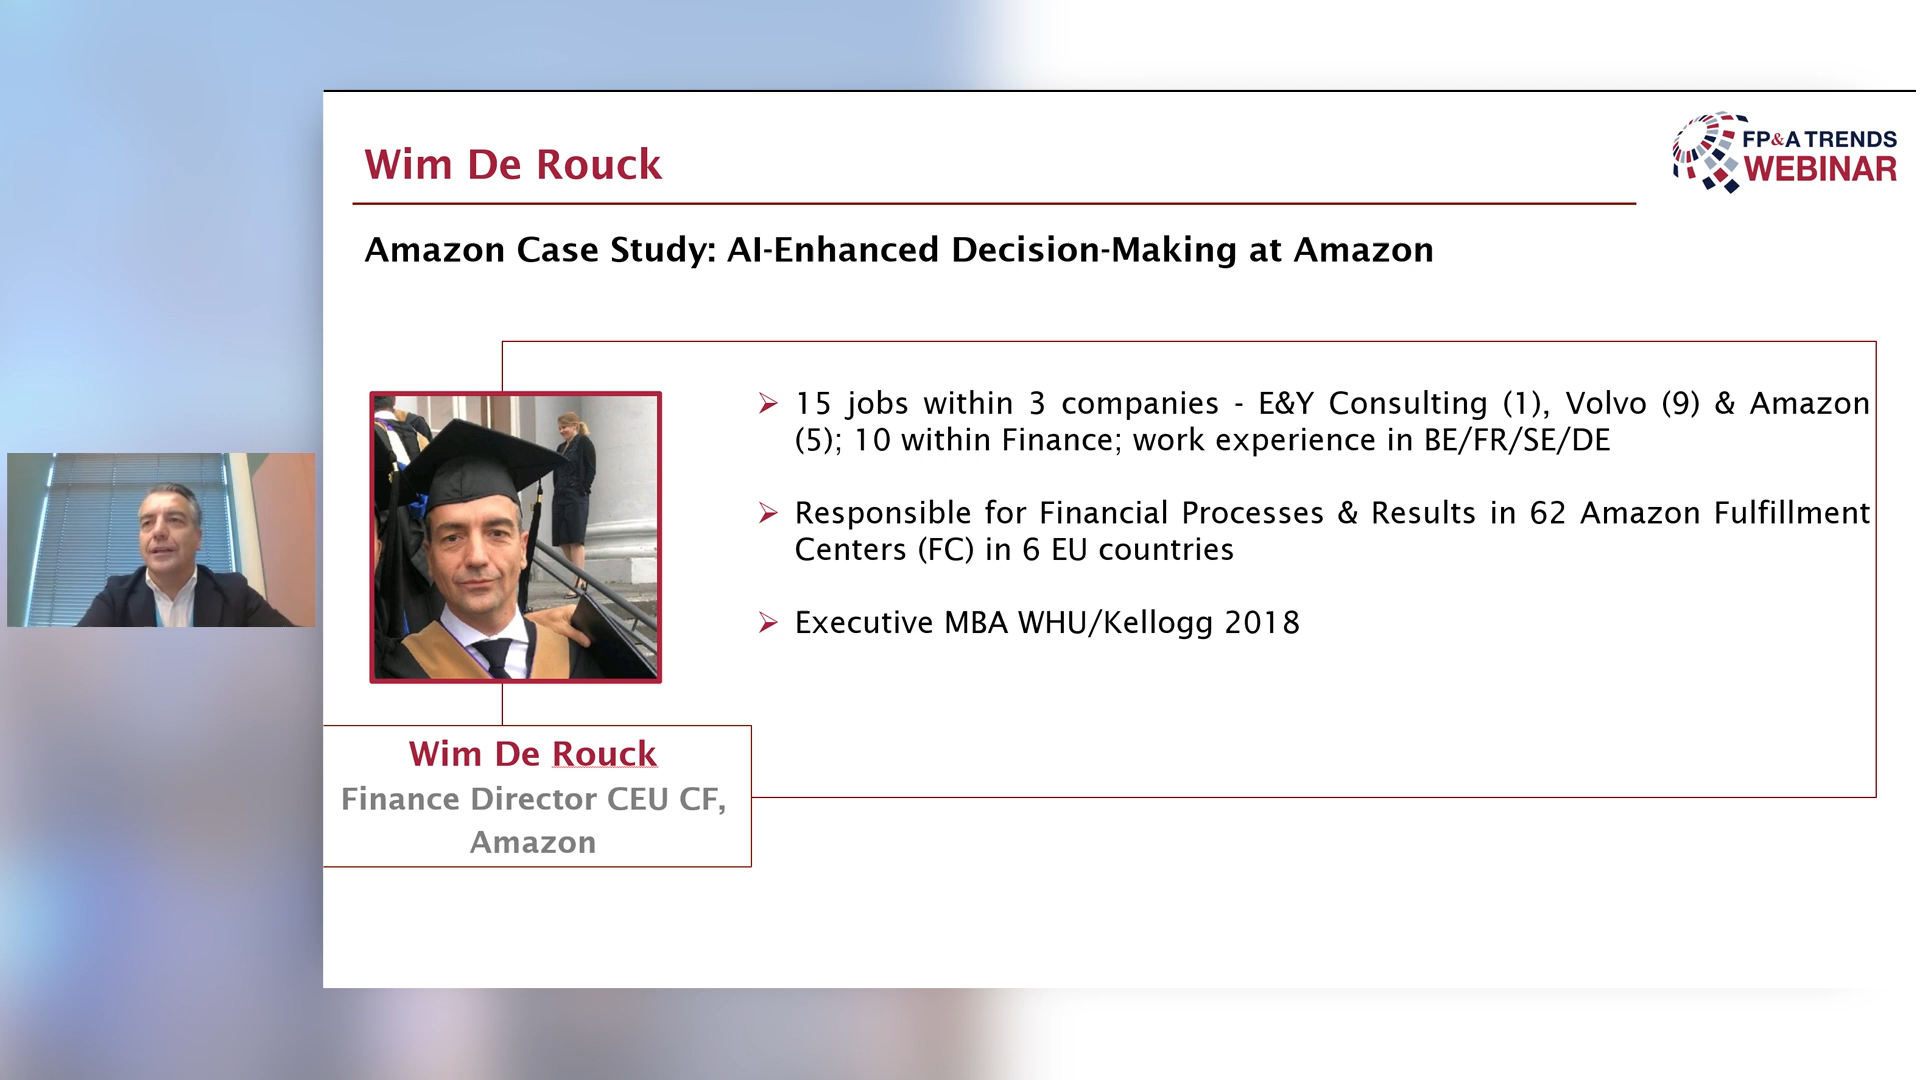 Wim De Rouck
FP&A TRENDS
WEBINAR
Amazon Case Study: AI-Enhanced Decision-Making at Amazon
15 jobs within 3 companies - E&Y Consulting (1), Volvo (9) & Amazon
(5); 10 within Finance; work experience in BE/FR/SE/DE
Responsible for Financial Processes & Results in 62 Amazon Fulfillment
Centers (FC) in 6 EU countries
Executive MBA WHU/Kellogg 2018
Wim De Rouck
Finance Director CEU CF,
Amazon